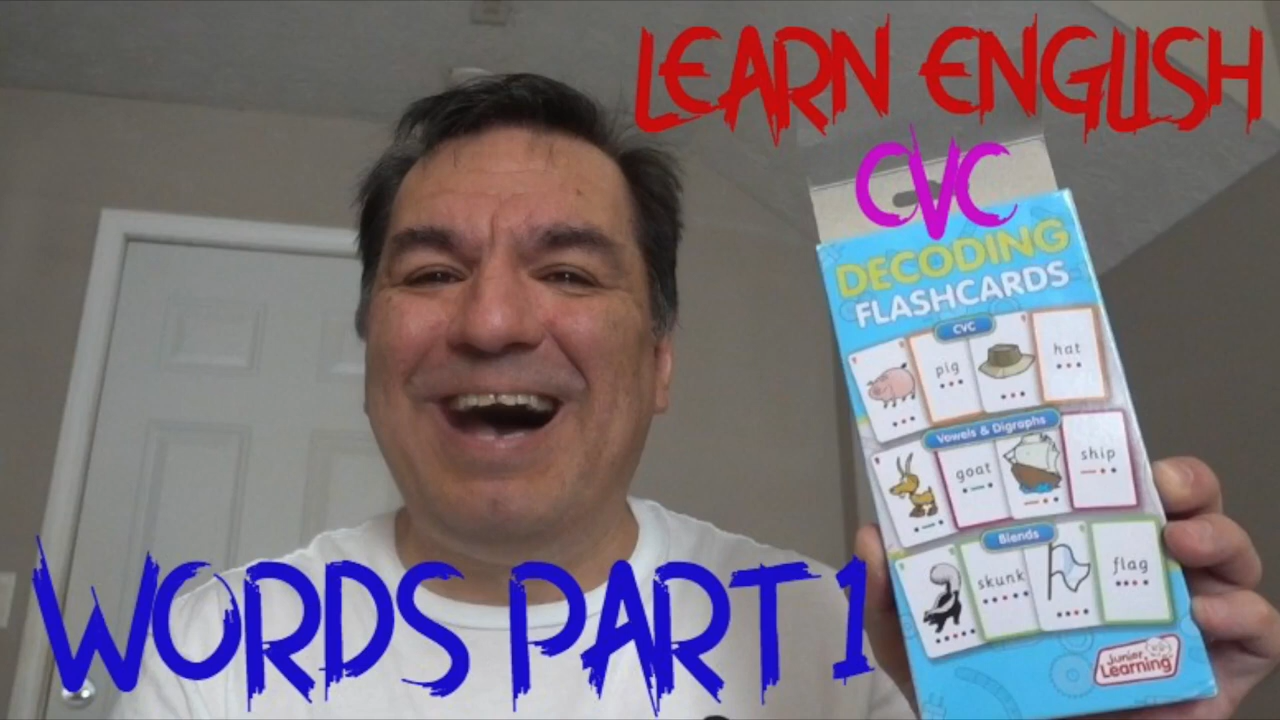 LEARN ENGLISH
CVC
DECODING
FLASHCARDS
CVC
pig
hat
Vowels & Digraphs
goat
ship
Blends
skunk
flag
Junior
Learning
WORDS PART 1